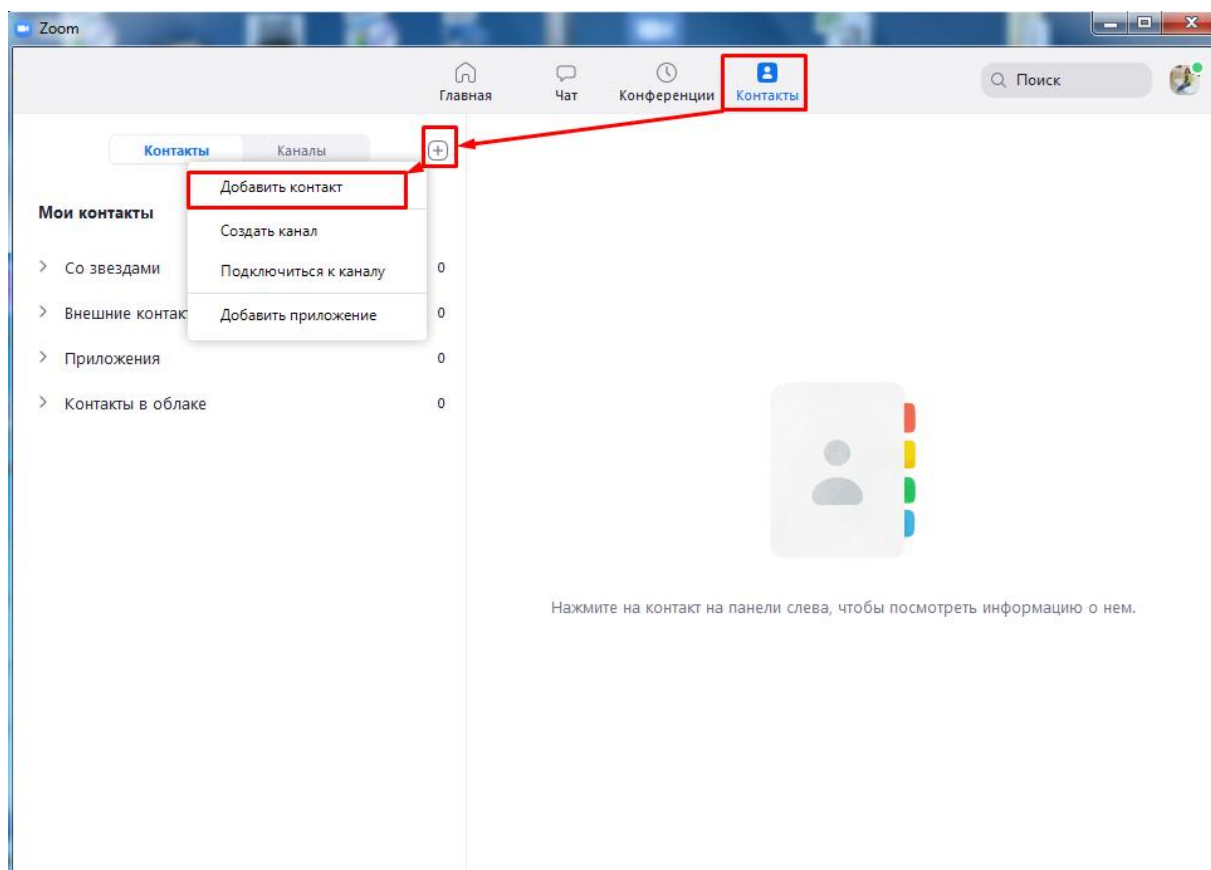 Zoom
Главная
Чат
Конференции
Контакты
Поиск
Контакты
Каналы
Добавить контакт
Мои контакты
Создать канал
Со звездами
Подключиться к каналу
0
Внешние контак
Добавить приложение
0
Приложения
0
Контакты в облаке
0
Нажмите на контакт на панели слева, чтобы посмотреть информацию о нем.